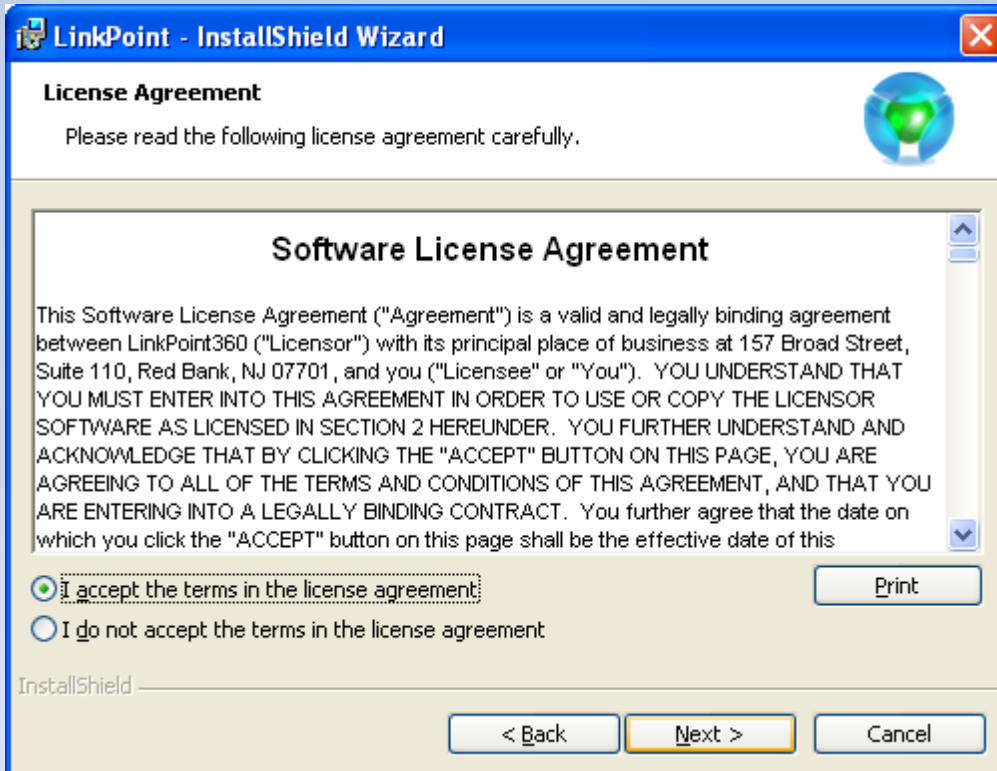 LinkPoint - InstallShield Wizard
License Agreement
Please read the following license agreement carefully.
Software License Agreement
This Software License Agreement ("Agreement") is a valid and legally binding agreement
between LinkPoint360 ("Licensor") with its principal place of business at 157 Broad Street,
Suite 110, Red Bank, NJ 07701, and you ("Licensee" or "You").  YOU UNDERSTAND THAT
YOU MUST ENTER INTO THIS AGREEMENT IN ORDER TO USE OR COPY THE LICENSOR
SOFTWARE AS LICENSED IN SECTION 2 HEREUNDER.  YOU FURTHER UNDERSTAND AND
ACKNOWLEDGE THAT BY CLICKING THE "ACCEPT" BUTTON ON THIS PAGE, YOU ARE
AGREEING TO ALL OF THE TERMS AND CONDITIONS OF THIS AGREEMENT, AND THAT YOU
ARE ENTERING INTO A LEGALLY BINDING CONTRACT.  You further agree that the date on
which you click the "ACCEPT" button on this page shall be the effective date of this
I accept the terms in the license agreement
Print
I do not accept the terms in the license agreement
InstallShield
< Back
Next >
Cancel